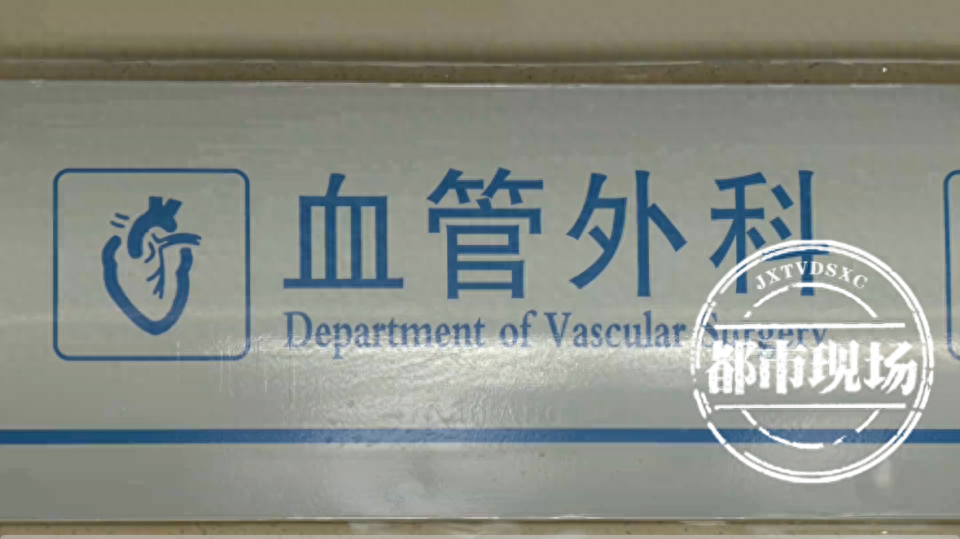 血管外科
Department of Vascular Surgery
JXTVDSXC
都市现场